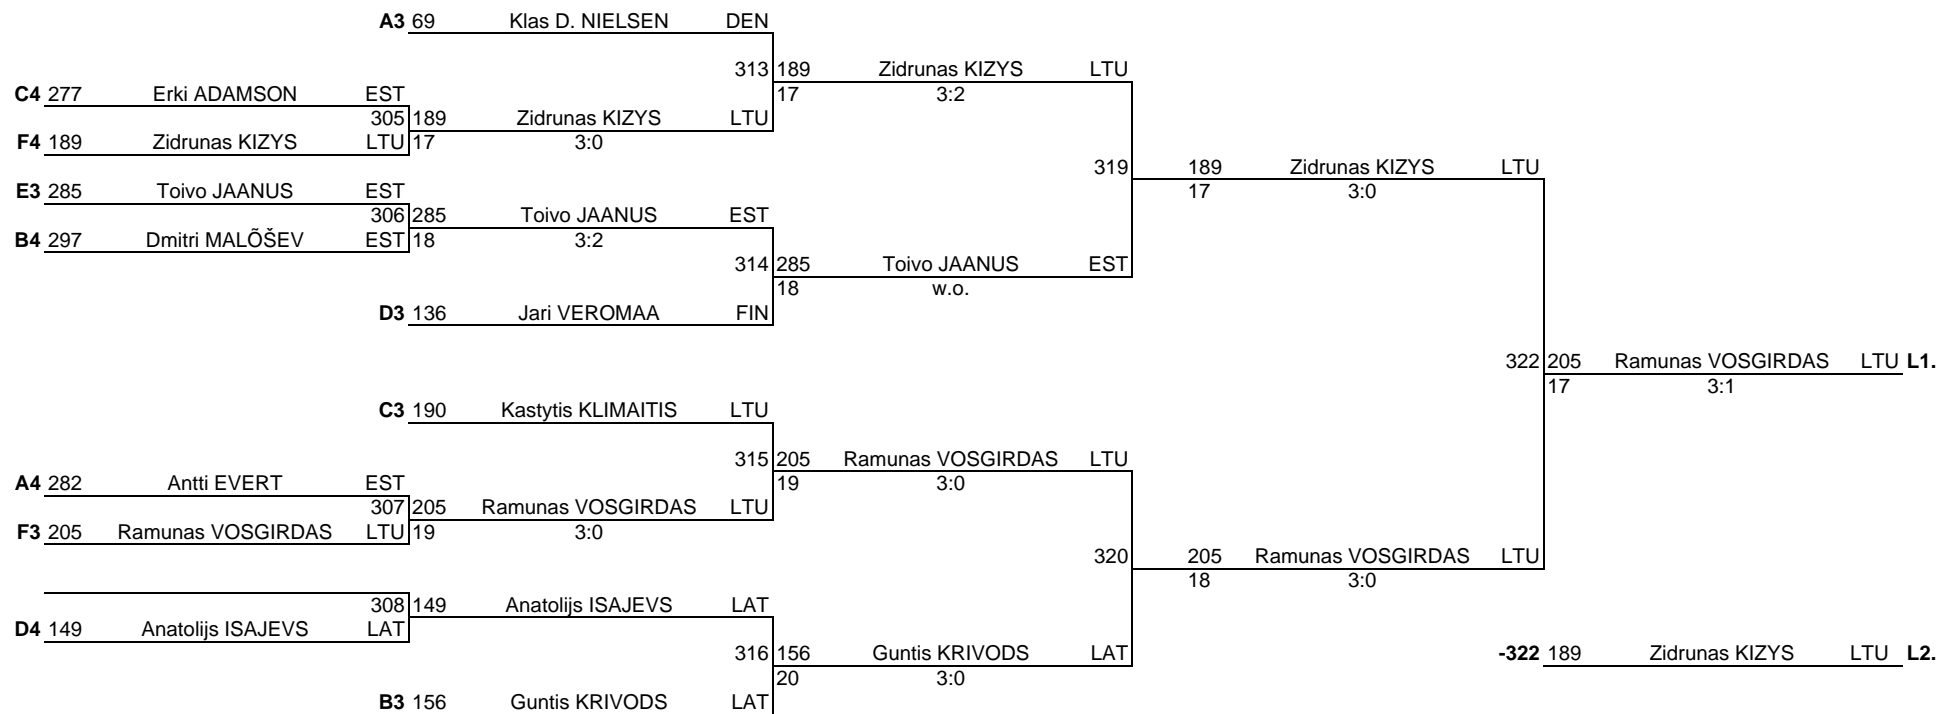 A3 69 Klas D. NIELSEN DEN
313 189 Zidrunas KIZYS LTU
C4 277 Erki ADAMSON EST
17 3:2
305 189 Zidrunas KIZYS LTU
F4 189 Zidrunas KIZYS LTU 17 3:0
319 189 Zidrunas KIZYS LTU
E3 285 Toivo JAANUS EST
17 3:0
306 285 Toivo JAANUS EST
B4 297 Dmitri MALÕŠEV EST 18 3:2
314 285 Toivo JAANUS EST
18 w.o.
D3 136 Jari VEROMAA FIN
322 205 Ramunas VOSGIRDAS LTU L1.
17 3:1
C3 190 Kastytis KLIMAITIS LTU
315 205 Ramunas VOSGIRDAS LTU
A4 282 Antti EVERT EST
19 3:0
307 205 Ramunas VOSGIRDAS LTU
F3 205 Ramunas VOSGIRDAS LTU 19 3:0
320 205 Ramunas VOSGIRDAS LTU
18 3:0
308 149 Anatolijs ISAJEVS LAT
D4 149 Anatolijs ISAJEVS LAT
316 156 Guntis KRIVODS LAT
-322 189 Zidrunas KIZYS LTU L2.
20 3:0
B3 156 Guntis KRIVODS LAT